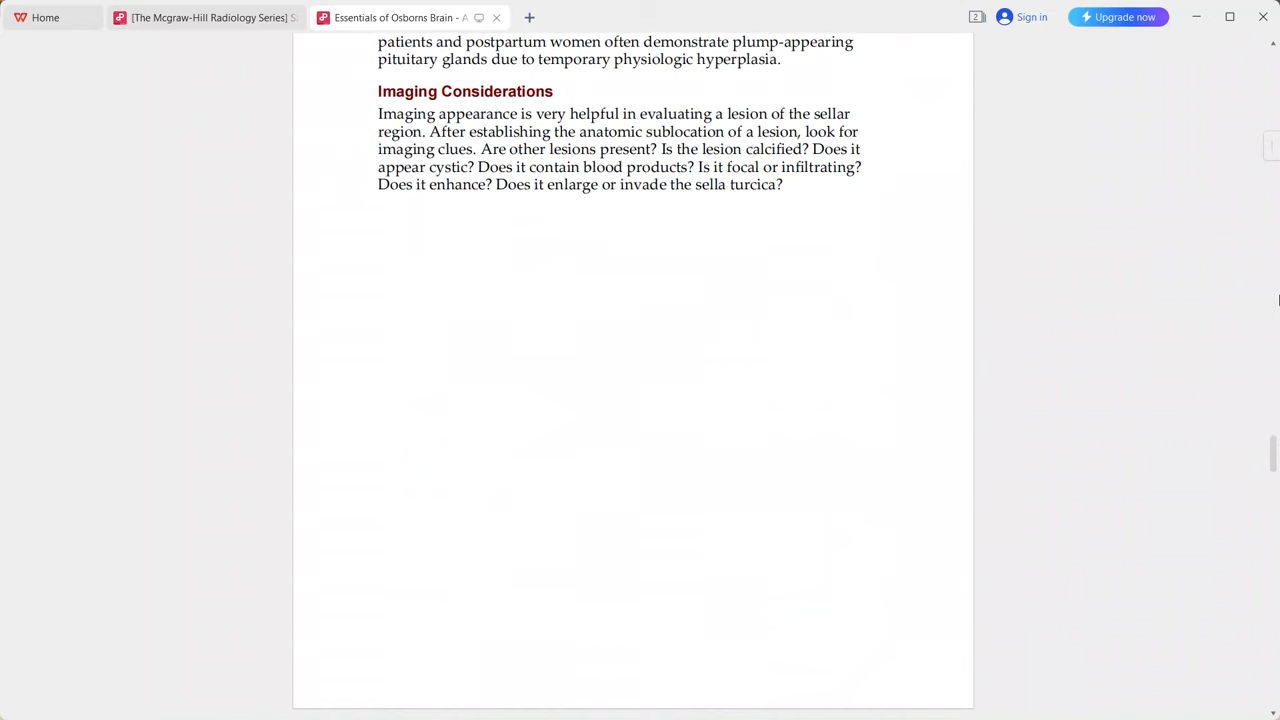 Home
[The Mcgraw-Hill Radiology Series] S
Essentials of Osborns Brain - A
2
Sign in
Upgrade now
patients and postpartum women often demonstrate plump-appearing
pituitary glands due to temporary physiologic hyperplasia.
Imaging Considerations
Imaging appearance is very helpful in evaluating a lesion of the sellar
region. After establishing the anatomic sublocation of a lesion, look for
imaging clues. Are other lesions present? Is the lesion calcified? Does it
appear cystic? Does it contain blood products? Is it focal or infiltrating?
Does it enhance? Does it enlarge or invade the sella turcica?